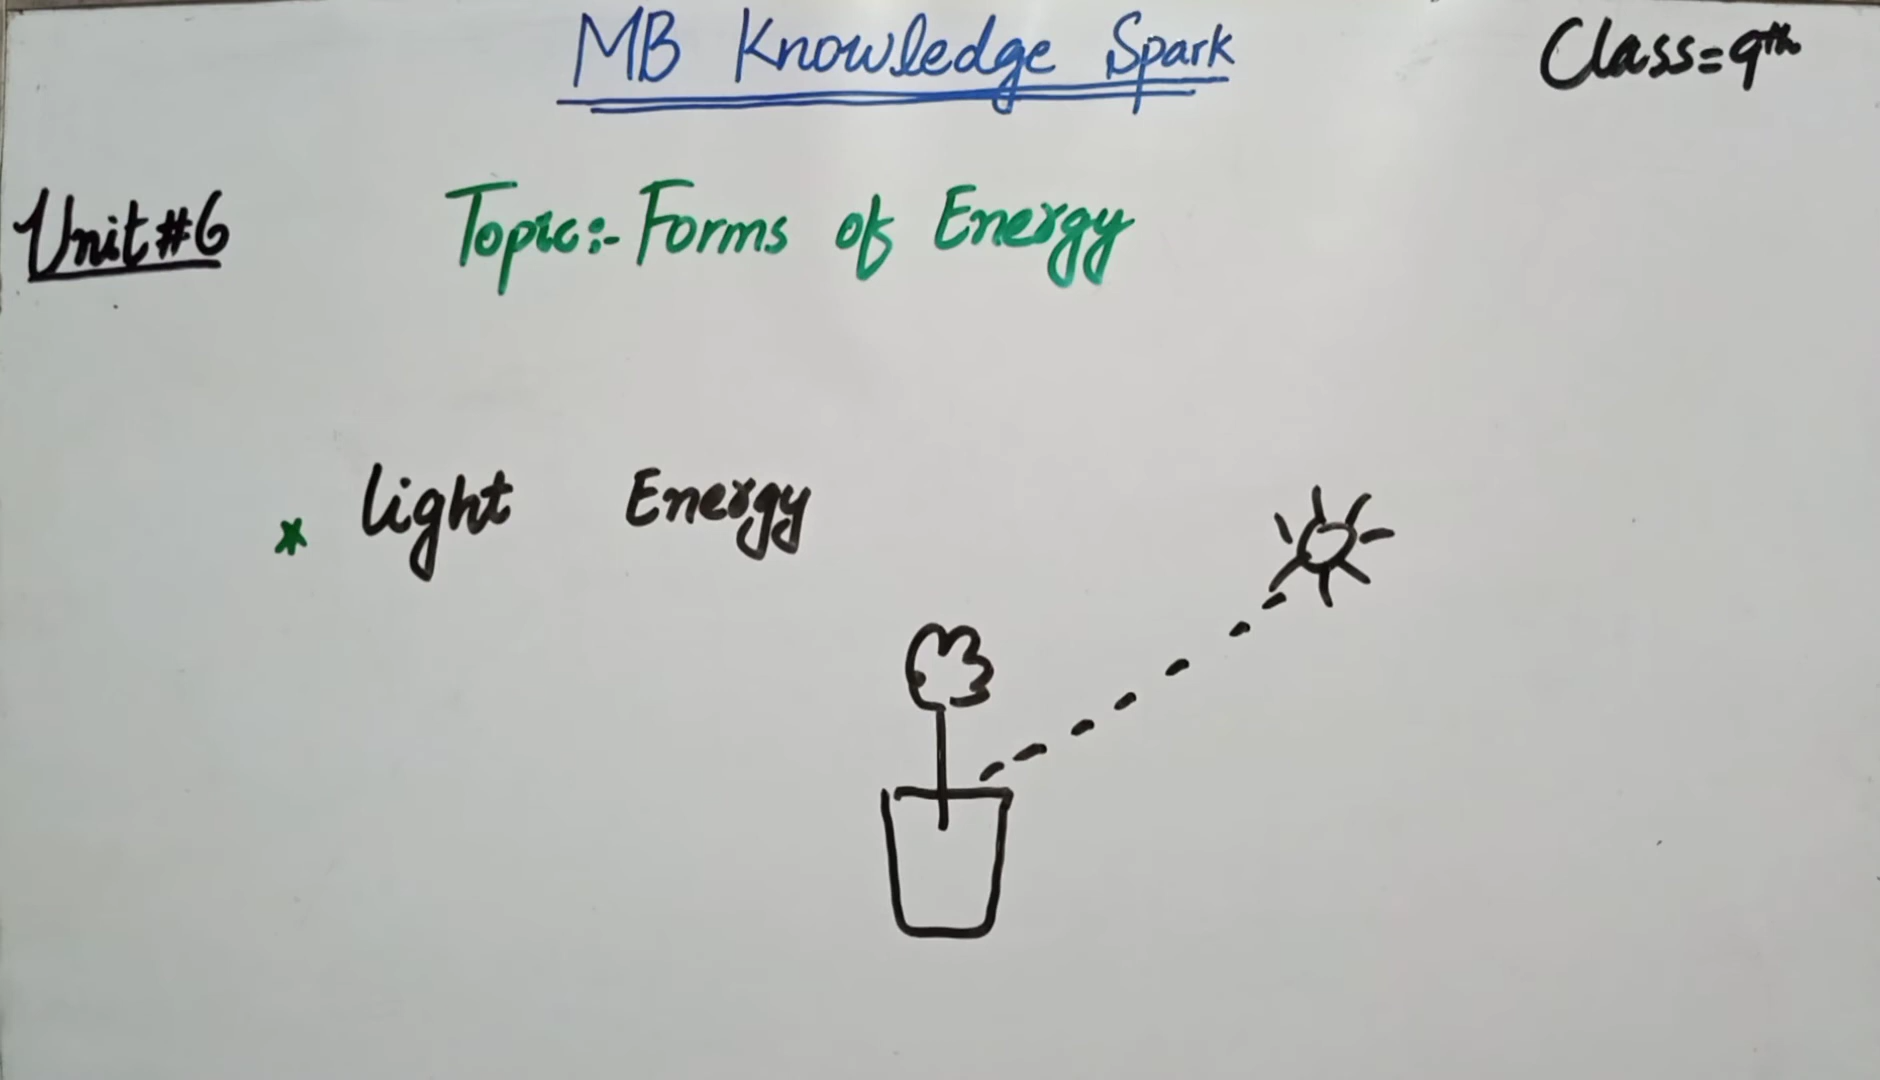 MB Knowledge Spark
Class=9th
Unit#6
Topic:- Forms of Energy
* light Energy